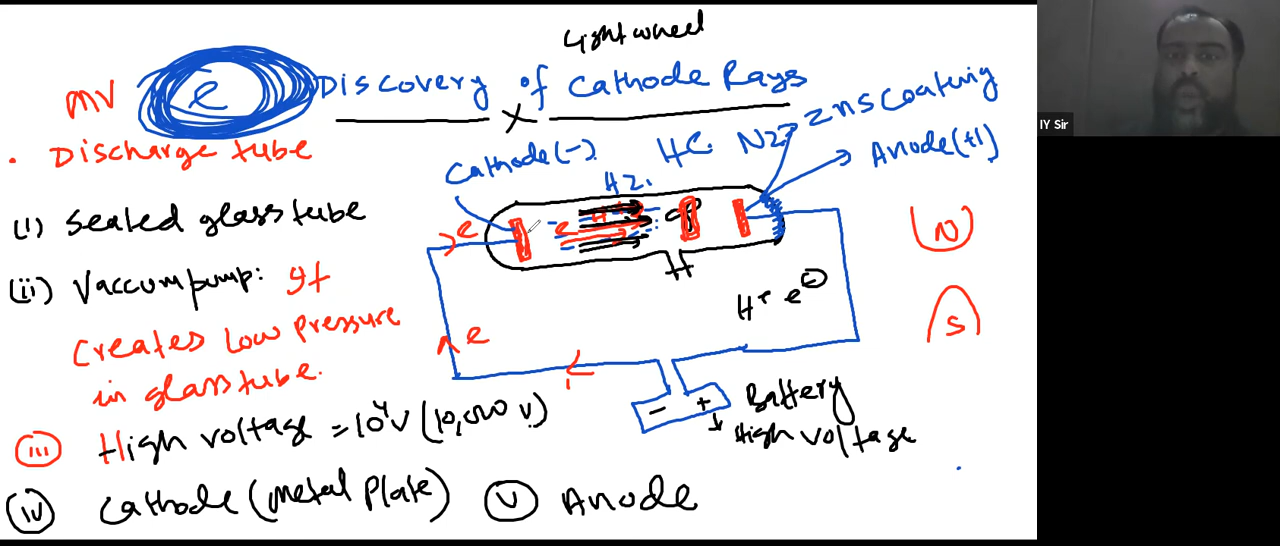 Light wheel
mv e Discovery of Cathode Rays
ZnS Coating
• Discharge tube
Cathode (-)
He N2
Anode (+)
H2,
(i) Sealed glass tube
e
e H+
N
(ii) Vaccum pump: It
Creates Low Pressure
in glass tube.
H+ e⊖
S
e
- +
Battery
High voltage
(iii) High voltage = 10⁴V (10,000 V)
(iv) Cathode (metal Plate) (v) Anode
IY Sir